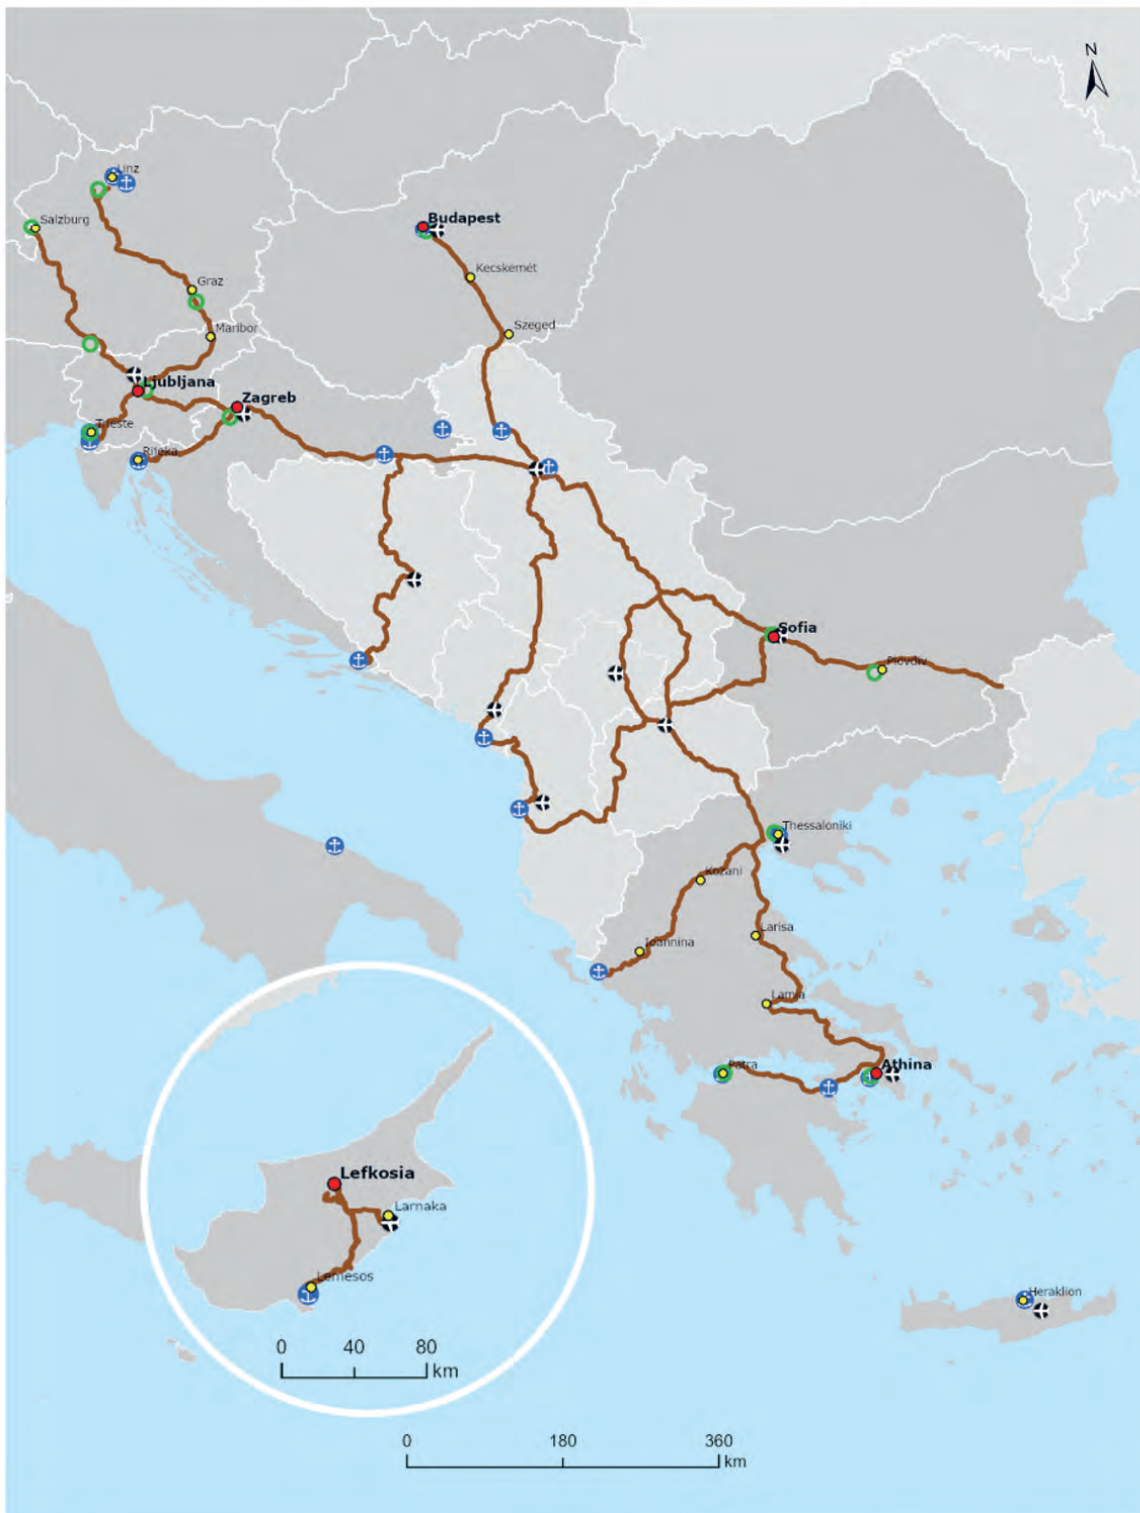 N
Linz
Salzburg
Budapest
Kecskemét
Graz
Szeged
Maribor
Ljubljana
Zagreb
Trieste
Rijeka
Sofia
Plovdiv
Thessaloniki
Kozani
Larisa
Ioannina
Lamia
Patra
Athina
Lefkosia
Larnaka
Lemesos
Heraklion
0 40 80
km
0 180 360
km